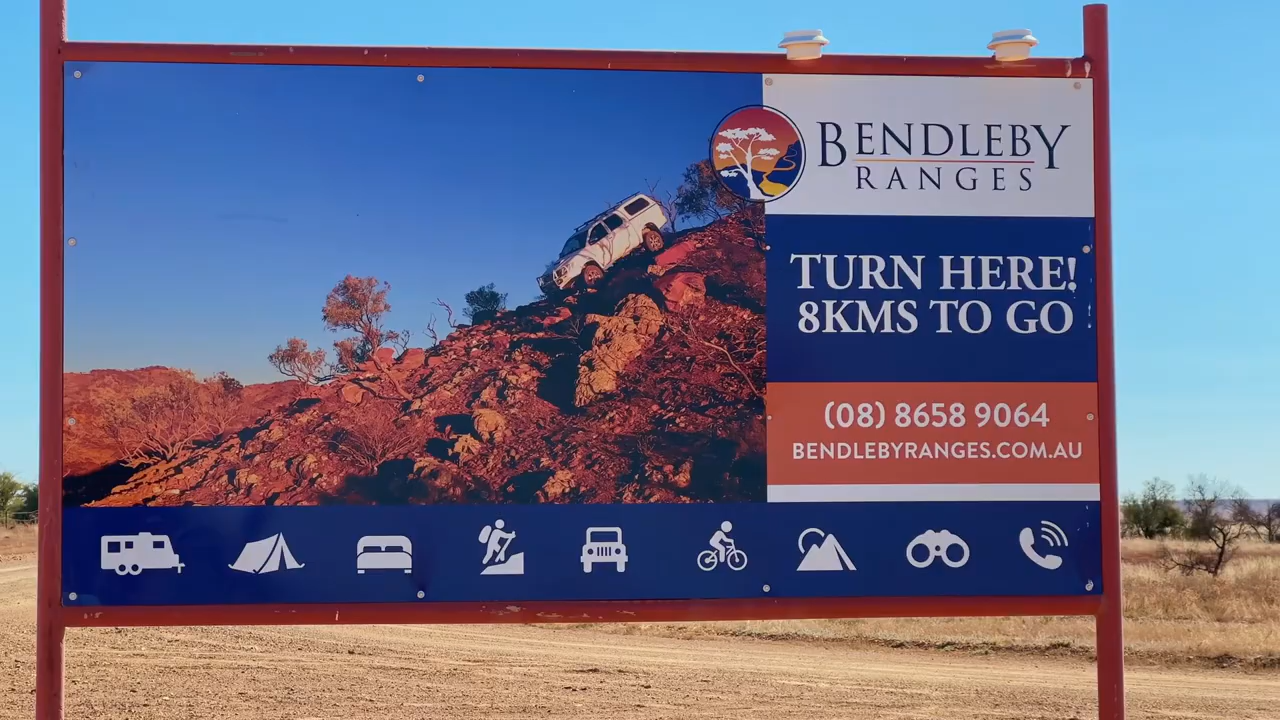 BENDLEBY
RANGES
TURN HERE!
8KMS TO GO
(08) 8658 9064
BENDLEBYRANGES.COM.AU